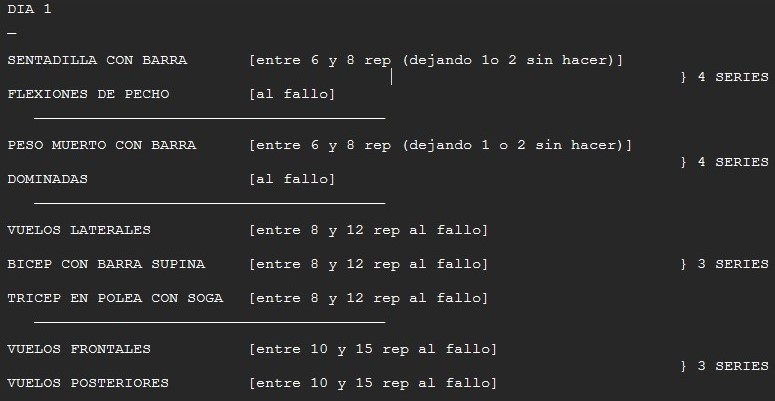 DIA 1
SENTADILLA CON BARRA [entre 6 y 8 rep (dejando 1o 2 sin hacer)]
} 4 SERIES
FLEXIONES DE PECHO [al fallo]
PESO MUERTO CON BARRA [entre 6 y 8 rep (dejando 1 o 2 sin hacer)]
} 4 SERIES
DOMINADAS [al fallo]
VUELOS LATERALES [entre 8 y 12 rep al fallo]
BICEP CON BARRA SUPINA [entre 8 y 12 rep al fallo] } 3 SERIES
TRICEP EN POLEA CON SOGA [entre 8 y 12 rep al fallo]
VUELOS FRONTALES [entre 10 y 15 rep al fallo]
} 3 SERIES
VUELOS POSTERIORES [entre 10 y 15 rep al fallo]